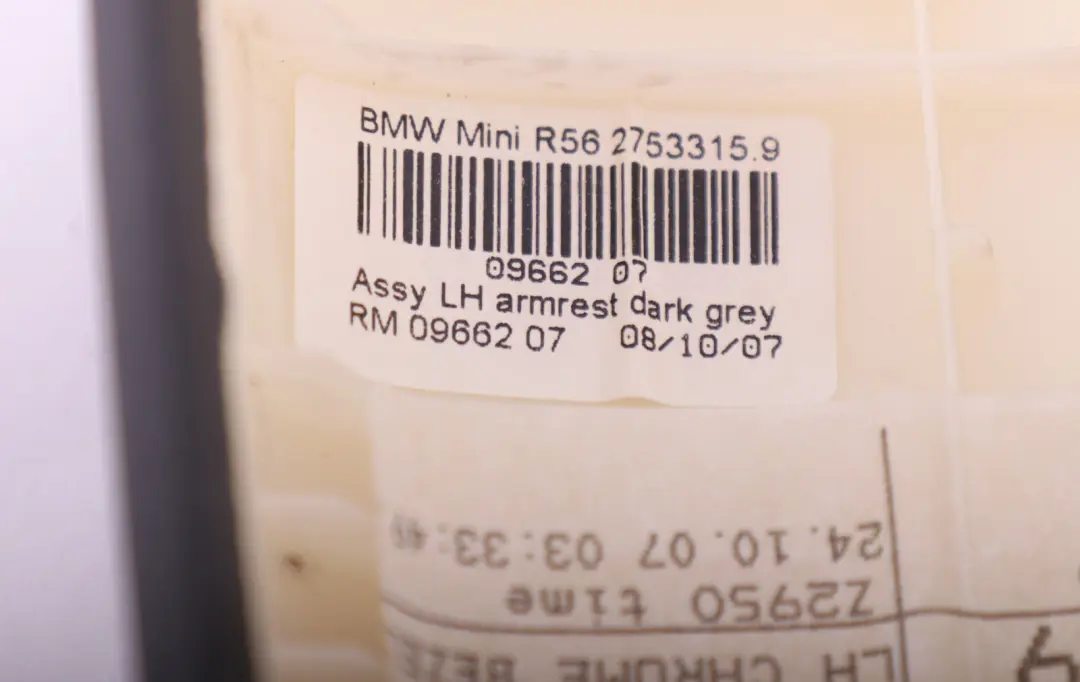 BMW Mini R56 2753315.9
09662 07
Assy LH armrest dark grey
RM 09662 07 08/10/07
LH CHROME
Z2950 time
24.10.07 03:33:49